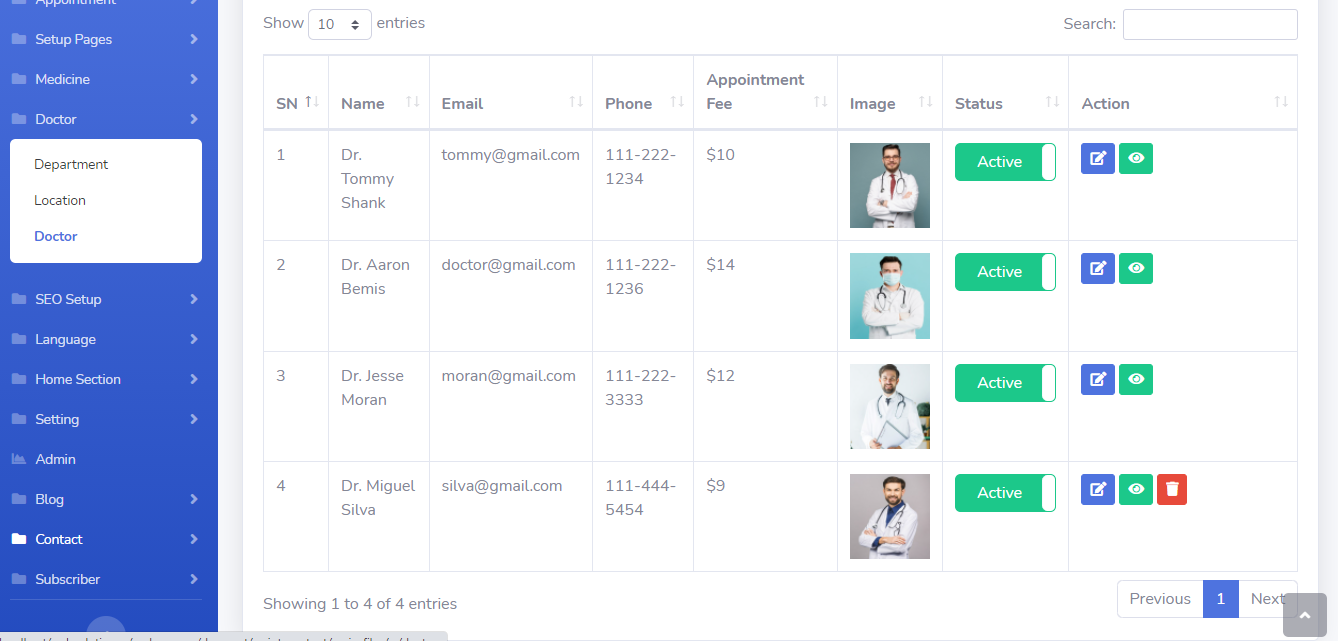 Appointment
Setup Pages
Medicine
Doctor
Department
Location
Doctor
SEO Setup
Language
Home Section
Setting
Admin
Blog
Contact
Subscriber
Show 10 entries
Search:
SN Name Email Phone Appointment Fee Image Status Action
1 Dr. Tommy Shank tommy@gmail.com 111-222-1234 $10 Active
2 Dr. Aaron Bemis doctor@gmail.com 111-222-1236 $14 Active
3 Dr. Jesse Moran moran@gmail.com 111-222-3333 $12 Active
4 Dr. Miguel Silva silva@gmail.com 111-444-5454 $9 Active
Showing 1 to 4 of 4 entries
Previous 1 Next